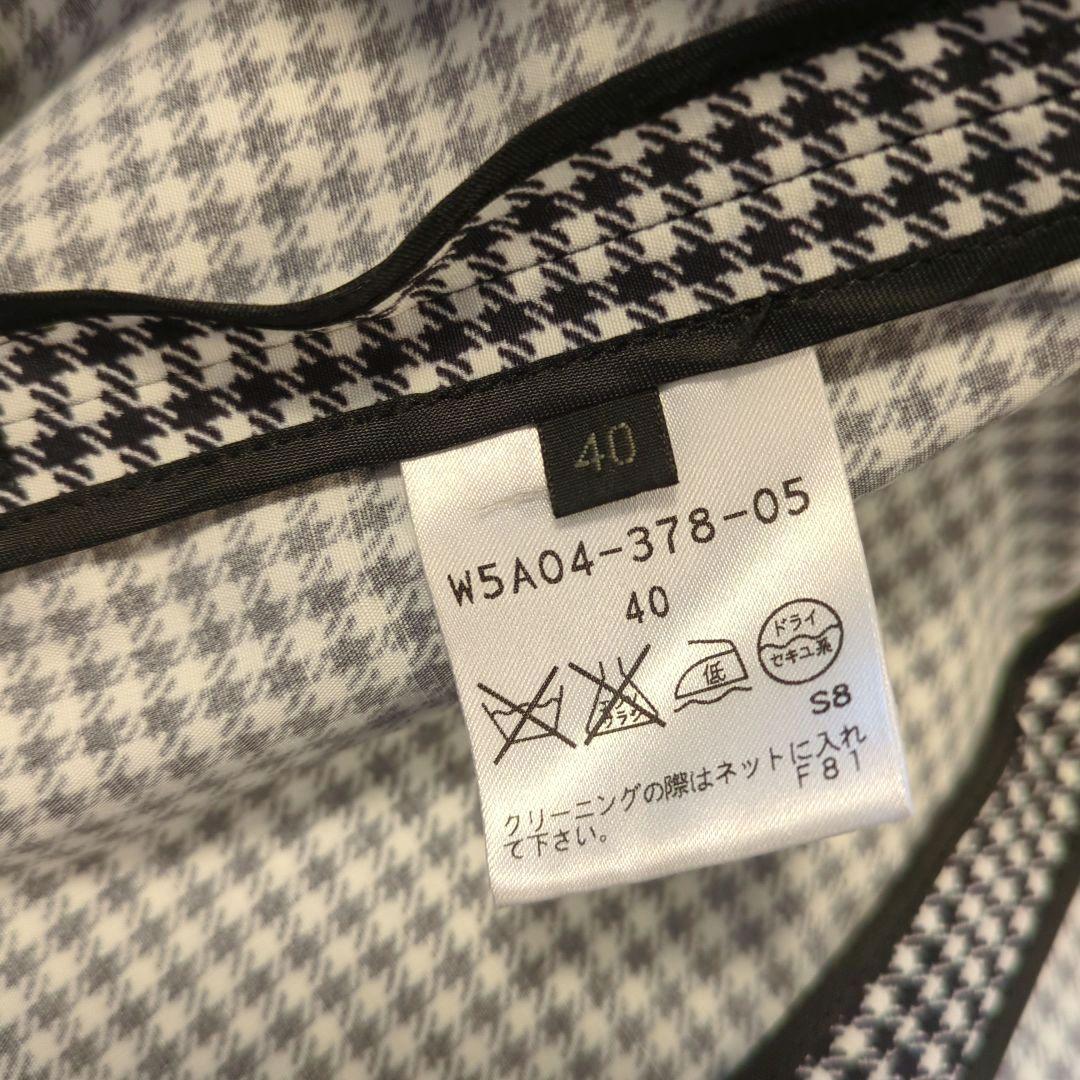 40
W5A04-378-05
40
低
ドライ
セキユ系
S8
クリーニングの際はネットに入れ
て下さい。
F81